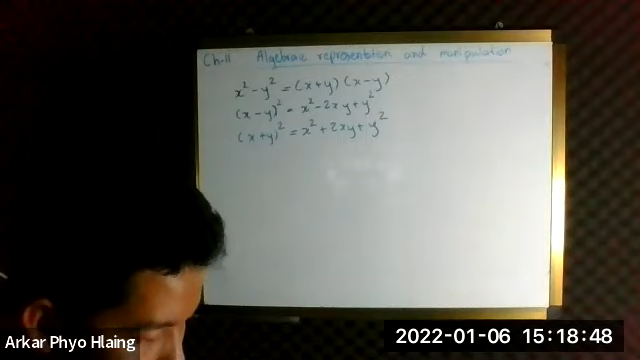 Ch-11 Algebraic representation and manipulation
x² - y² = (x+y) (x-y)
(x-y)² = x² - 2xy + y²
(x+y)² = x² + 2xy + y²
Arkar Phyo Hlaing
2022-01-06 15:18:48